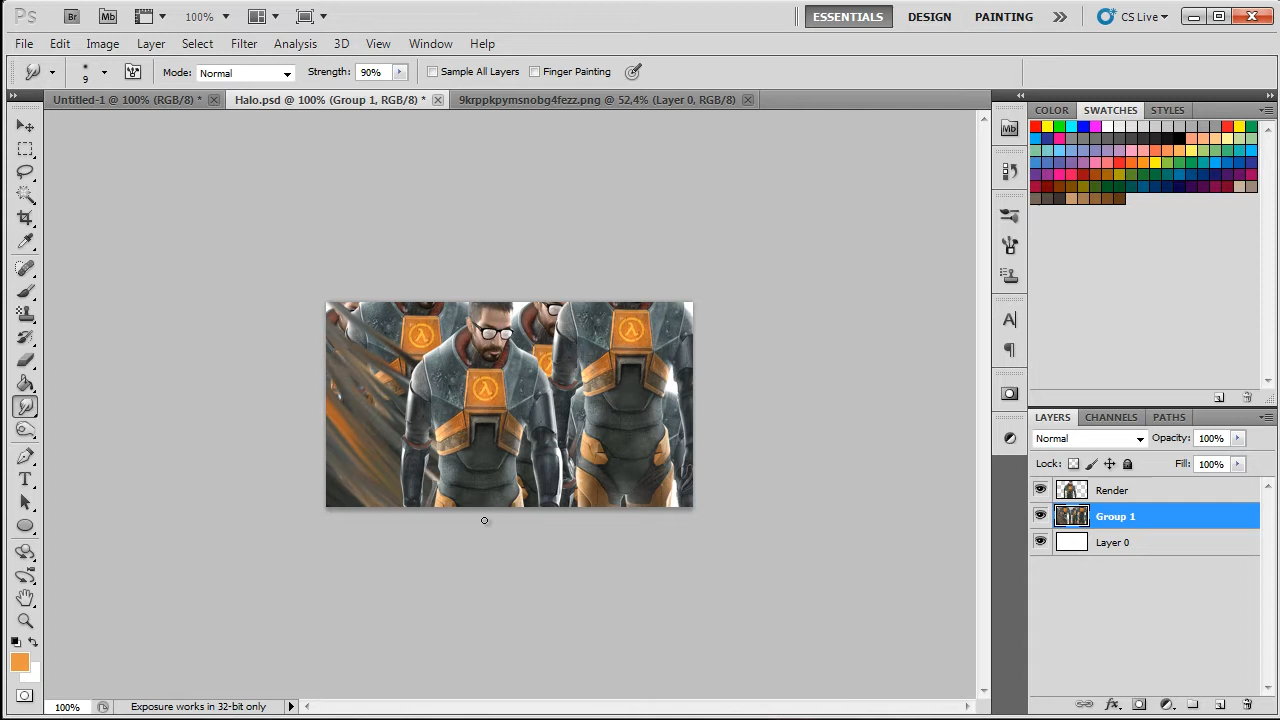 Ps Br Mb 100% ESSENTIALS DESIGN PAINTING CS Live
File Edit Image Layer Select Filter Analysis 3D View Window Help
9 Mode: Normal Strength: 90% Sample All Layers Finger Painting
Untitled-1 @ 100% (RGB/8) * Halo.psd @ 100% (Group 1, RGB/8) * 9krppkpymsnobg4fezz.png @ 52,4% (Layer 0, RGB/8)
COLOR SWATCHES STYLES
Mb
LAYERS CHANNELS PATHS
Normal Opacity: 100%
Lock: Fill: 100%
Render
Group 1
Layer 0
100% Exposure works in 32-bit only